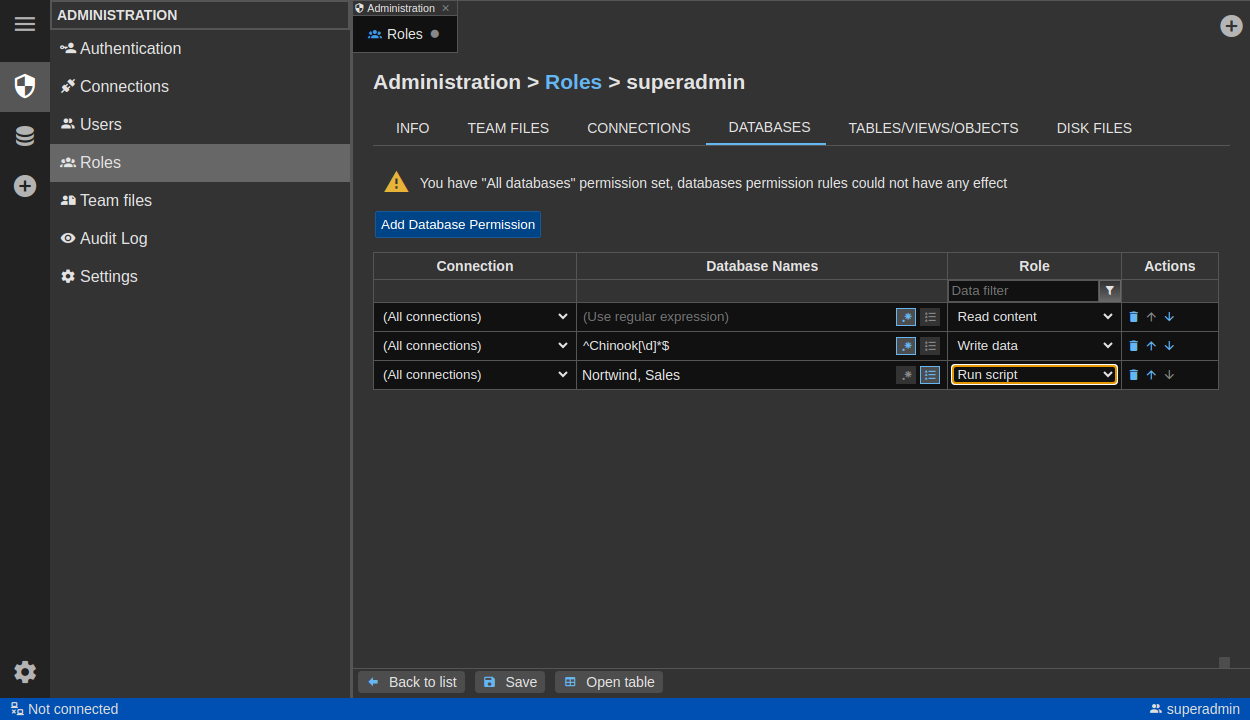 ADMINISTRATION
Authentication
Connections
Users
Roles
Team files
Audit Log
Settings
Administration
Roles
Administration > Roles > superadmin
INFO TEAM FILES CONNECTIONS DATABASES TABLES/VIEWS/OBJECTS DISK FILES
You have "All databases" permission set, databases permission rules could not have any effect
Add Database Permission
Connection Database Names Role Actions
Data filter
(All connections) (Use regular expression) Read content
(All connections) ^Chinook[\d]*$ Write data
(All connections) Nortwind, Sales Run script
Back to list Save Open table
Not connected superadmin